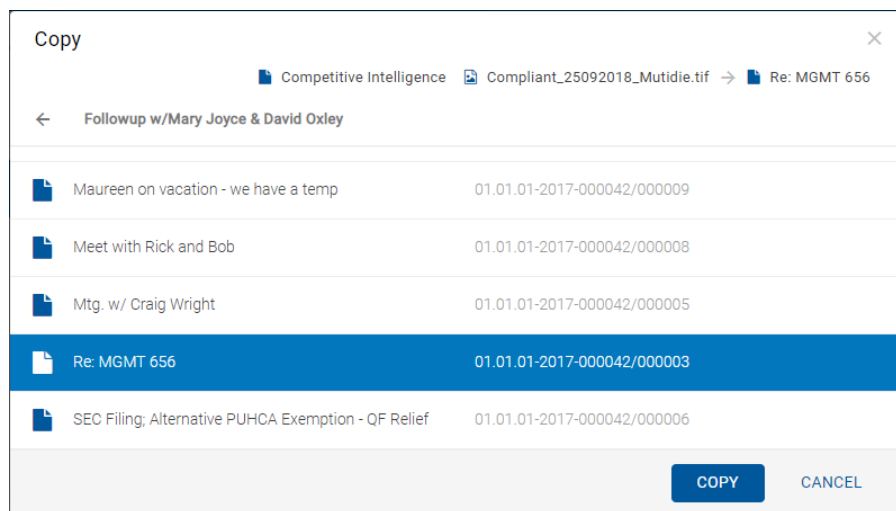 Copy
Competitive Intelligence Compliant_25092018_Mutidie.tif → Re: MGMT 656
Followup w/Mary Joyce & David Oxley
Maureen on vacation - we have a temp 01.01.01-2017-000042/000009
Meet with Rick and Bob 01.01.01-2017-000042/000008
Mtg. w/ Craig Wright 01.01.01-2017-000042/000005
Re: MGMT 656 01.01.01-2017-000042/000003
SEC Filing; Alternative PUHCA Exemption - QF Relief 01.01.01-2017-000042/000006
COPY CANCEL